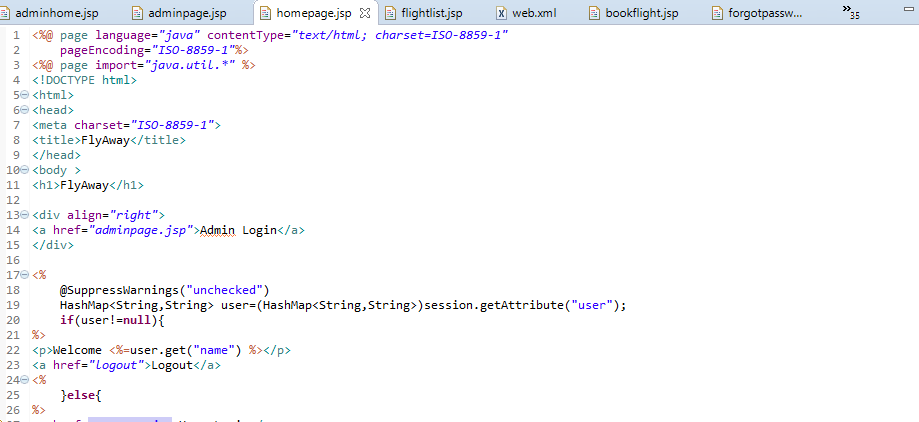 adminhome.jsp adminpage.jsp homepage.jsp flightlist.jsp web.xml bookflight.jsp forgotpassw... »35
1 <%@ page language="java" contentType="text/html; charset=ISO-8859-1"
2 pageEncoding="ISO-8859-1"%>
3 <%@ page import="java.util.*" %>
4 <!DOCTYPE html>
5 <html>
6 <head>
7 <meta charset="ISO-8859-1">
8 <title>FlyAway</title>
9 </head>
10 <body >
11 <h1>FlyAway</h1>
12
13 <div align="right">
14 <a href="adminpage.jsp">Admin Login</a>
15 </div>
16
17 <%
18 @SuppressWarnings("unchecked")
19 HashMap<String,String> user=(HashMap<String,String>)session.getAttribute("user");
20 if(user!=null){
21 %>
22 <p>Welcome <%=user.get("name") %></p>
23 <a href="logout">Logout</a>
24 <%
25 }else{
26 %>